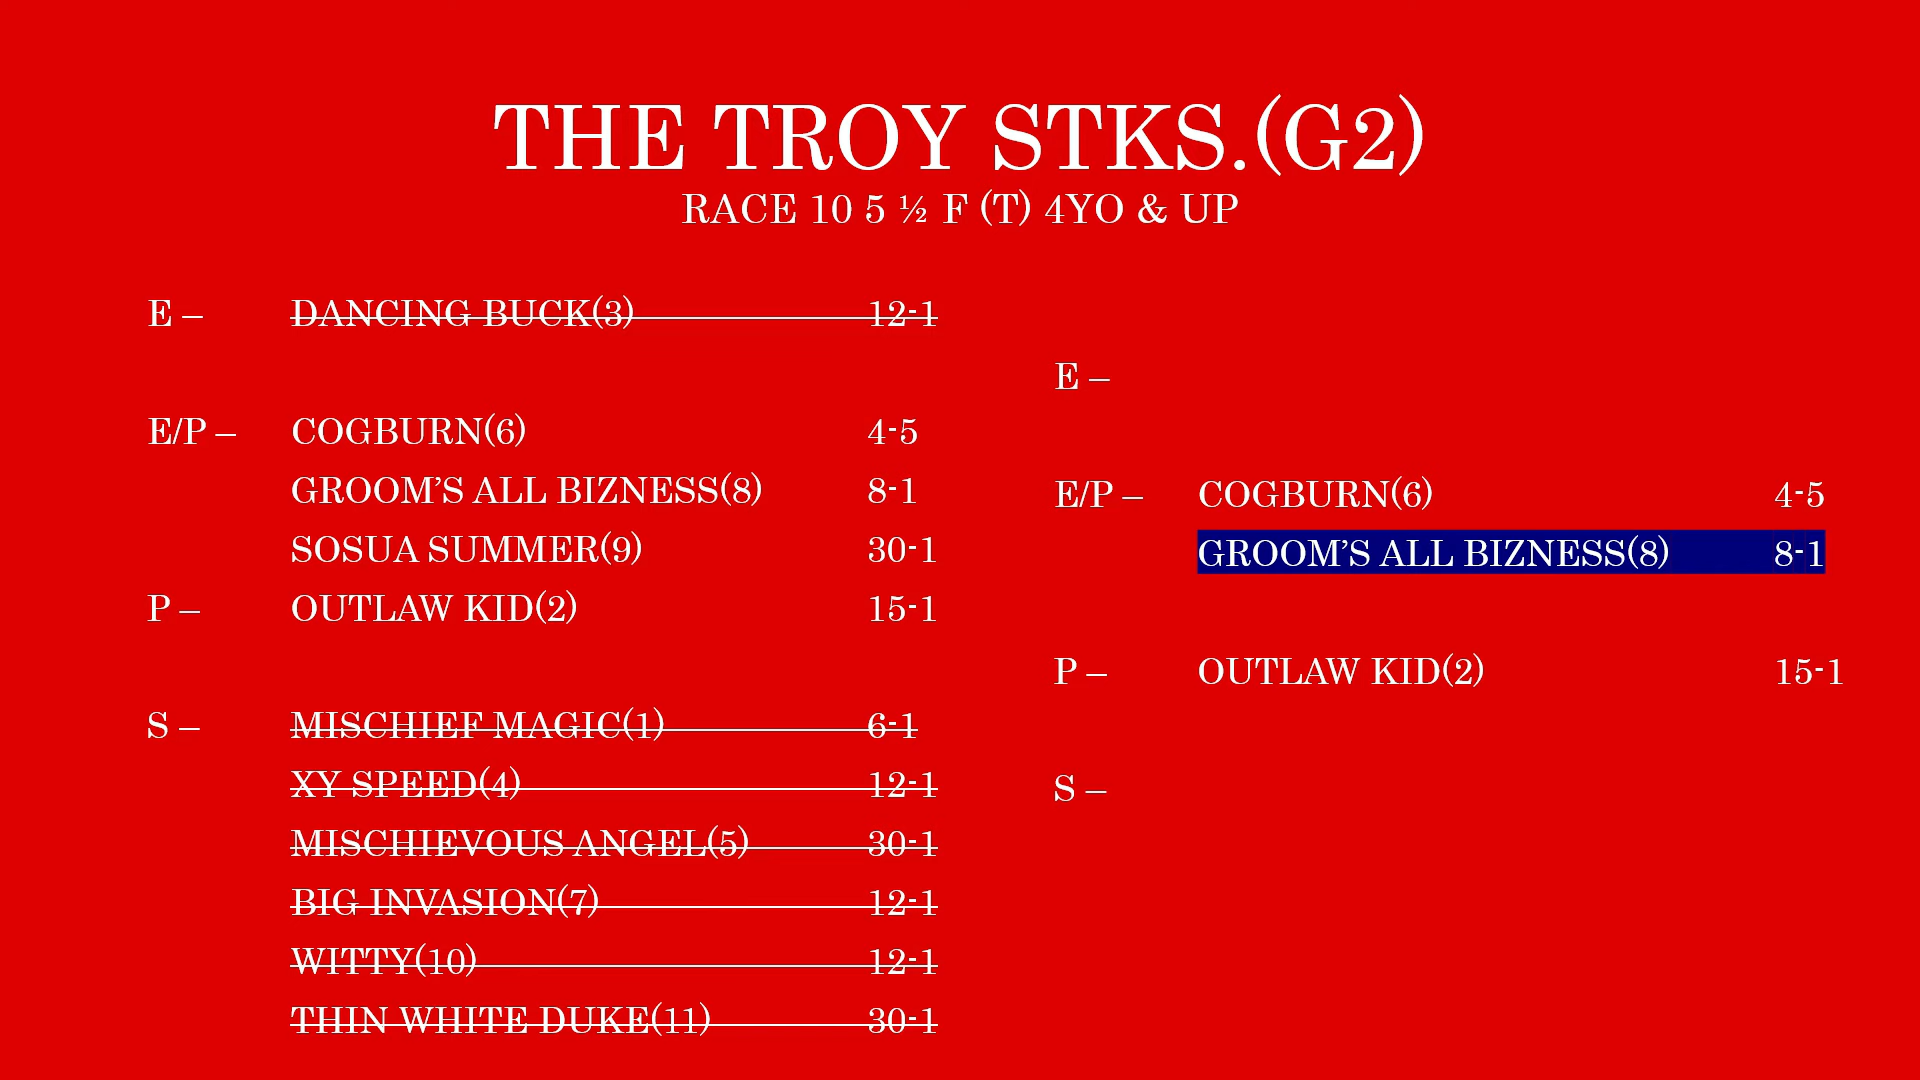 THE TROY STKS.(G2)
RACE 10 5 ½ F (T) 4YO & UP
E – DANCING BUCK(3) 12-1
E/P – COGBURN(6) 4-5
GROOM’S ALL BIZNESS(8) 8-1
SOSUA SUMMER(9) 30-1
P – OUTLAW KID(2) 15-1
S – MISCHIEF MAGIC(1) 6-1
XY SPEED(4) 12-1
MISCHIEVOUS ANGEL(5) 30-1
BIG INVASION(7) 12-1
WITTY(10) 12-1
THIN WHITE DUKE(11) 30-1
E –
E/P – COGBURN(6) 4-5
GROOM’S ALL BIZNESS(8) 8-1
P – OUTLAW KID(2) 15-1
S –